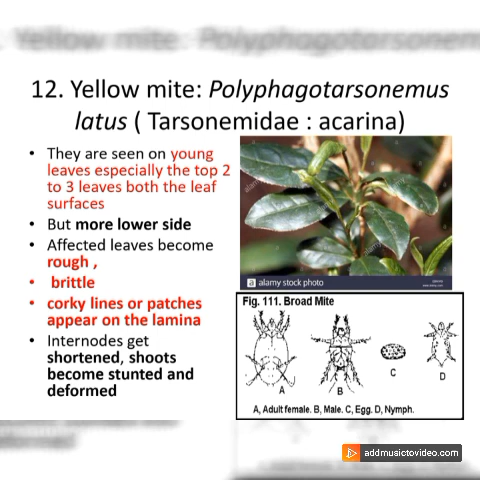 12. Yellow mite: Polyphagotarsonemus
latus ( Tarsonemidae : acarina)
• They are seen on young
leaves especially the top 2
to 3 leaves both the leaf
surfaces
• But more lower side
• Affected leaves become
rough ,
• brittle
• corky lines or patches
appear on the lamina
• Internodes get
shortened, shoots
become stunted and
deformed
alamy stock photo
Fig. 111. Broad Mite
A
B
C
D
A, Adult female. B, Male. C, Egg. D, Nymph.
addmusictovideo.com